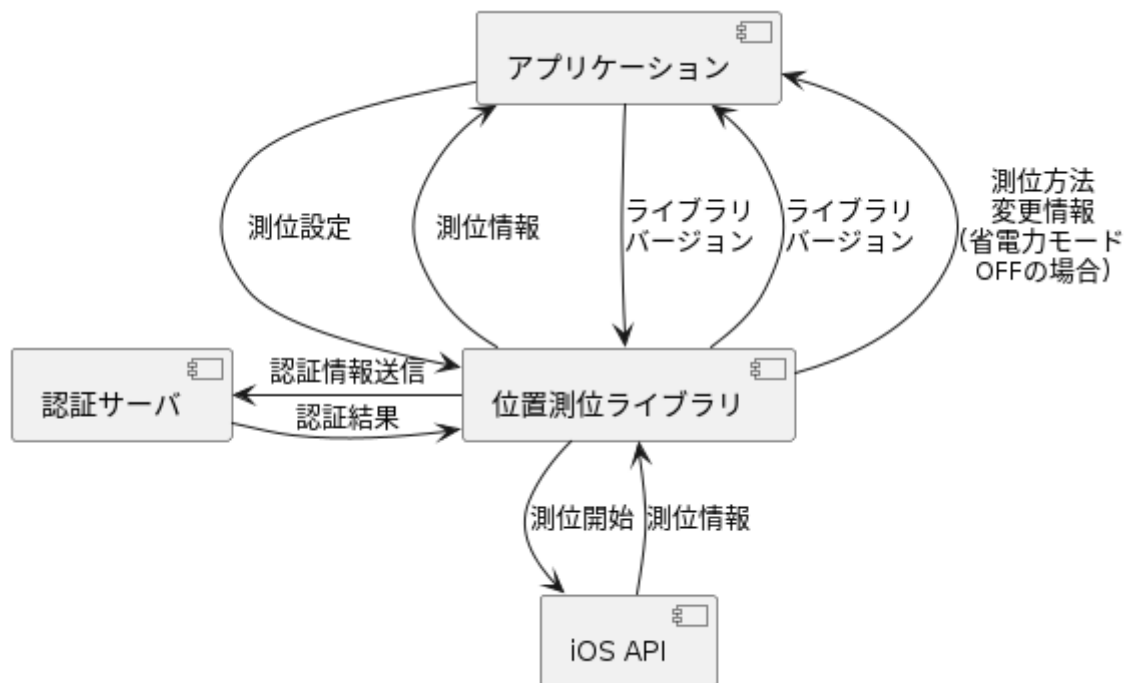 アプリケーション
測位設定
測位情報
ライブラリ
バージョン
ライブラリ
バージョン
測位方法
変更情報
(省電力モード
OFFの場合)
認証サーバ
認証情報送信
認証結果
位置測位ライブラリ
測位開始
測位情報
iOS API